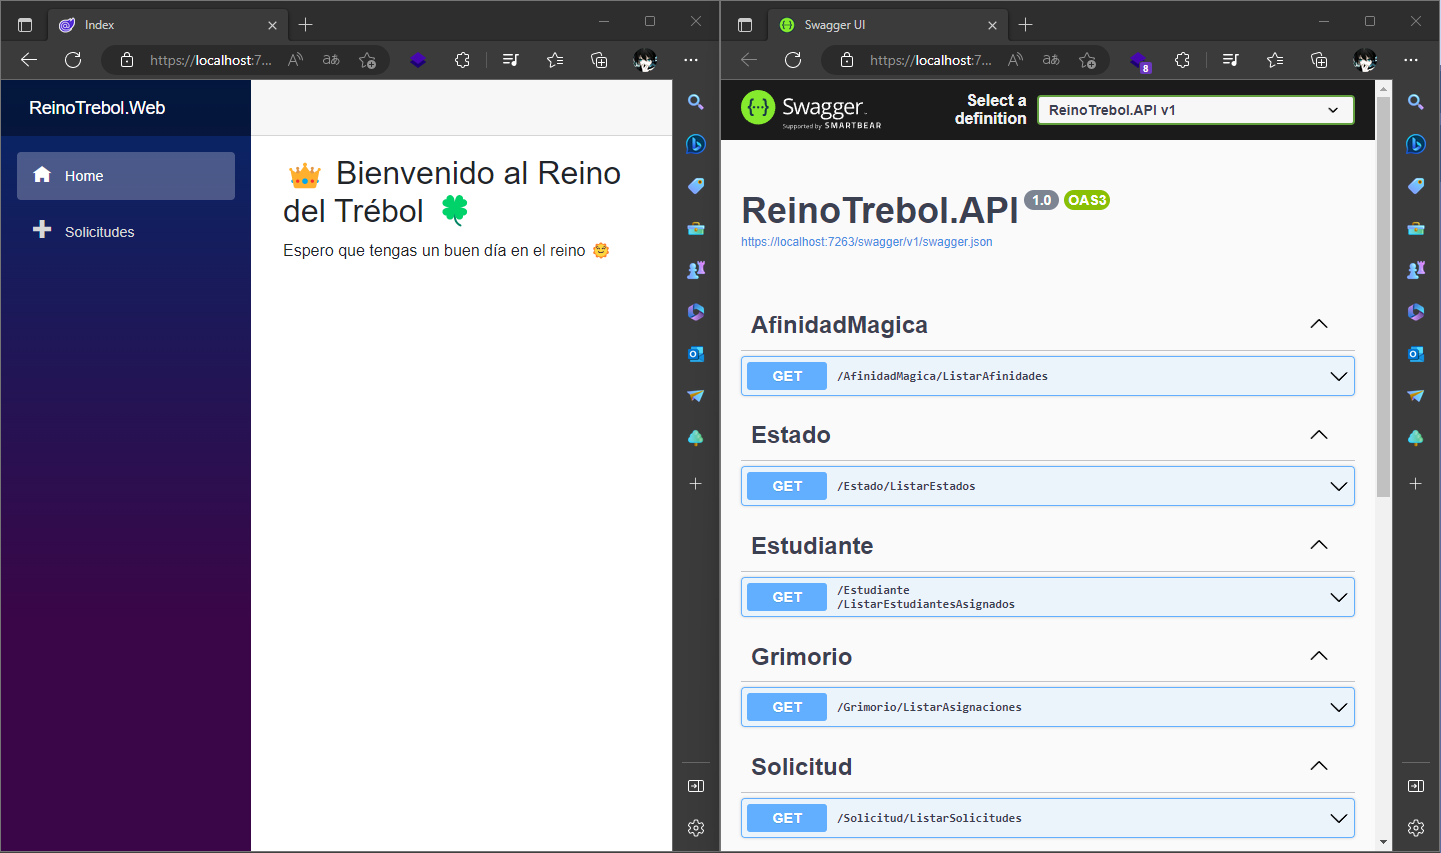 Index
https://localhost:7...
ReinoTrebol.Web
Home
Solicitudes
Bienvenido al Reino
del Trébol
Espero que tengas un buen día en el reino
Swagger UI
https://localhost:7...
8
Swagger
Supported by SMARTBEAR
Select a
definition
ReinoTrebol.API v1
ReinoTrebol.API 1.0 OAS3
https://localhost:7263/swagger/v1/swagger.json
AfinidadMagica
GET /AfinidadMagica/ListarAfinidades
Estado
GET /Estado/ListarEstados
Estudiante
GET /Estudiante
/ListarEstudiantesAsignados
Grimorio
GET /Grimorio/ListarAsignaciones
Solicitud
GET /Solicitud/ListarSolicitudes